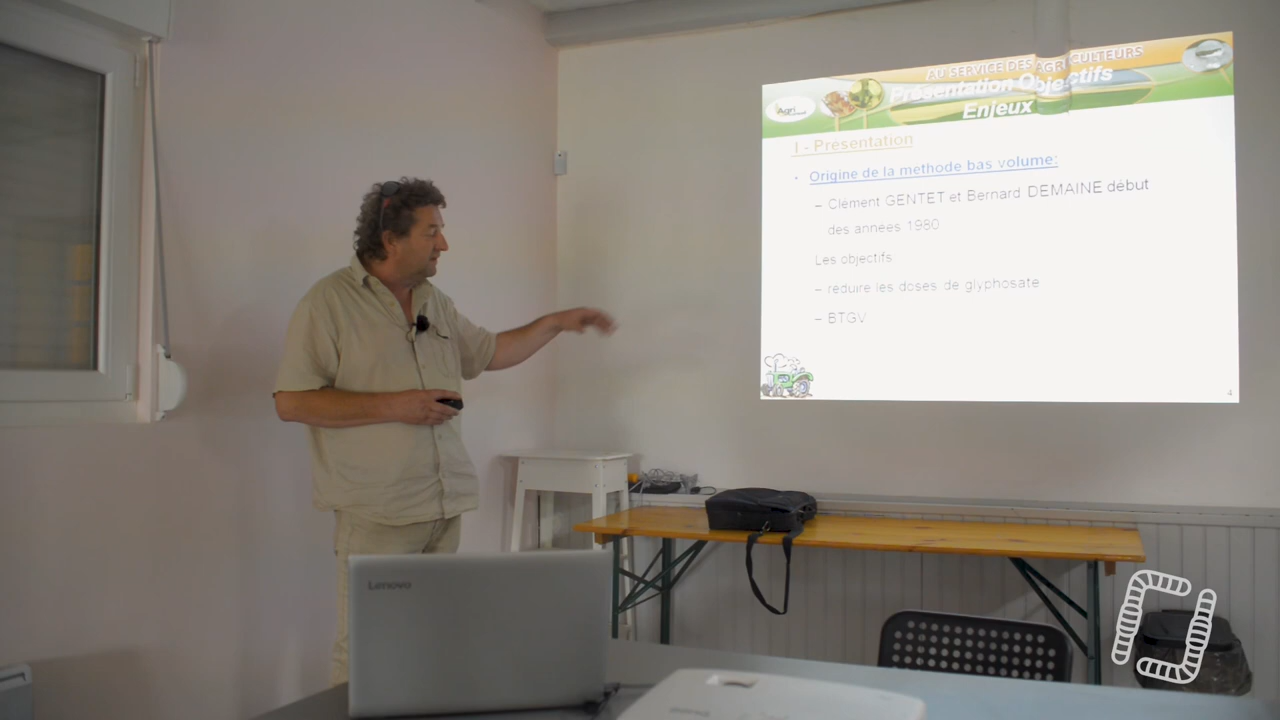 AU SERVICE DES AGRICULTEURS
Présentation Objectifs
Enjeux
Agri
I - Présentation
• Origine de la methode bas volume:
– Clément GENTET et Bernard DEMAINE début
des annees 1980
Les objectifs
– reduire les doses de glyphosate
– BTGV
4
Lenovo